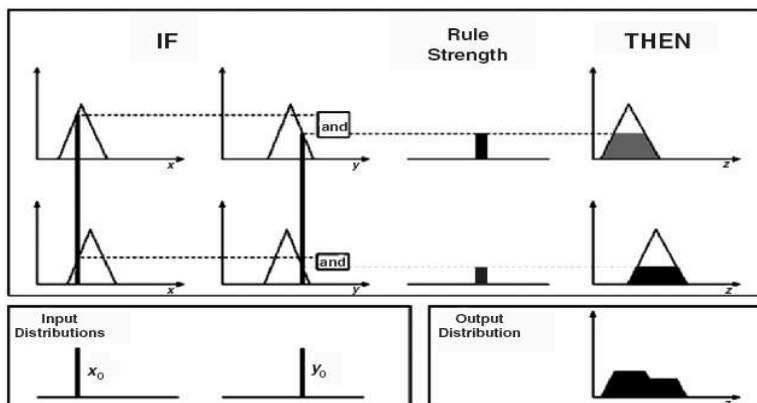 IF
Rule
Strength
THEN
and
x
y
z
and
x
y
z
Input
Distributions
x₀
y₀
Output
Distribution
z